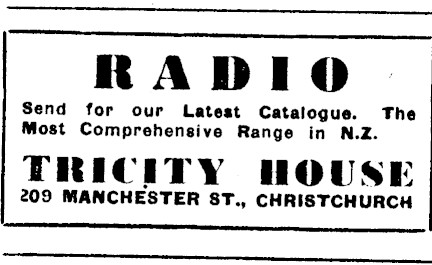 RADIO
Send for our Latest Catalogue. The
Most Comprehensive Range in N.Z.
TRICITY HOUSE
209 MANCHESTER ST., CHRISTCHURCH